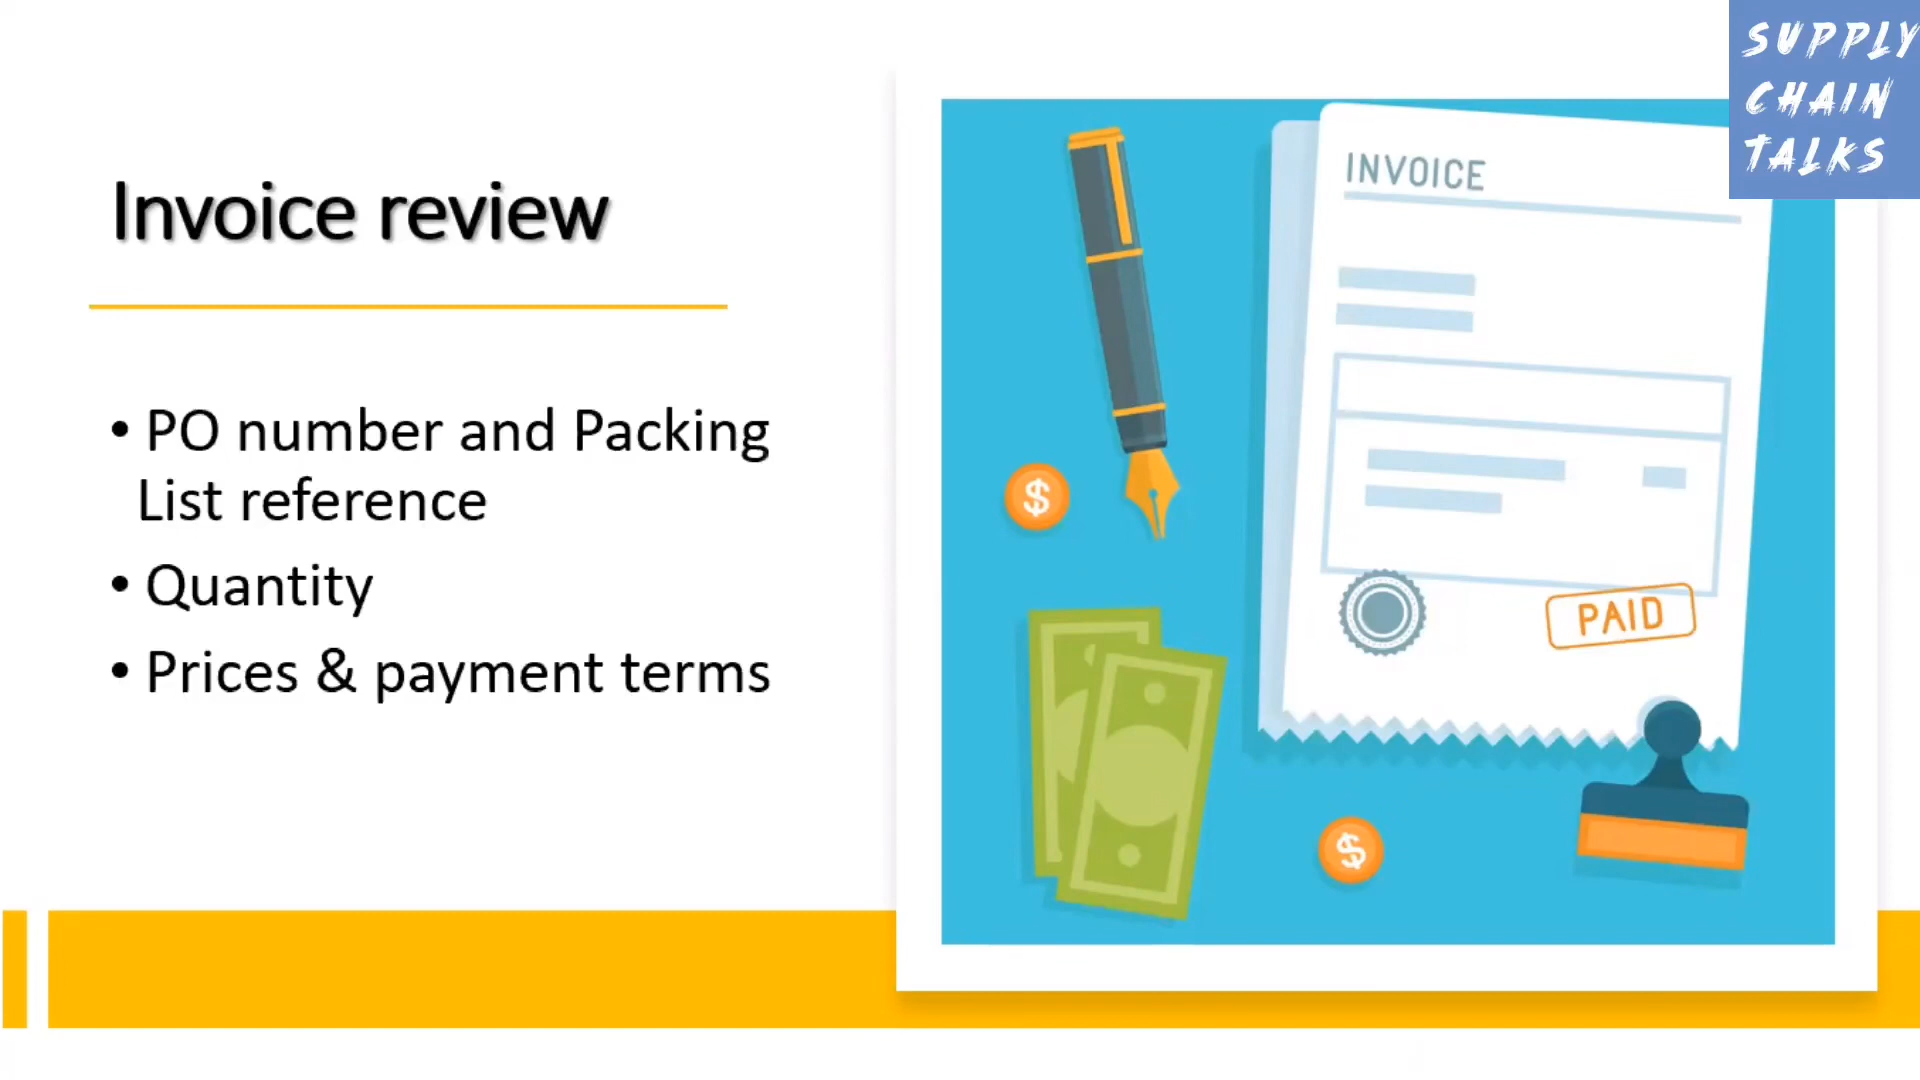 Invoice review
• PO number and Packing
List reference
• Quantity
• Prices & payment terms
INVOICE
$
PAID
$
SUPPLY
CHAIN
TALKS